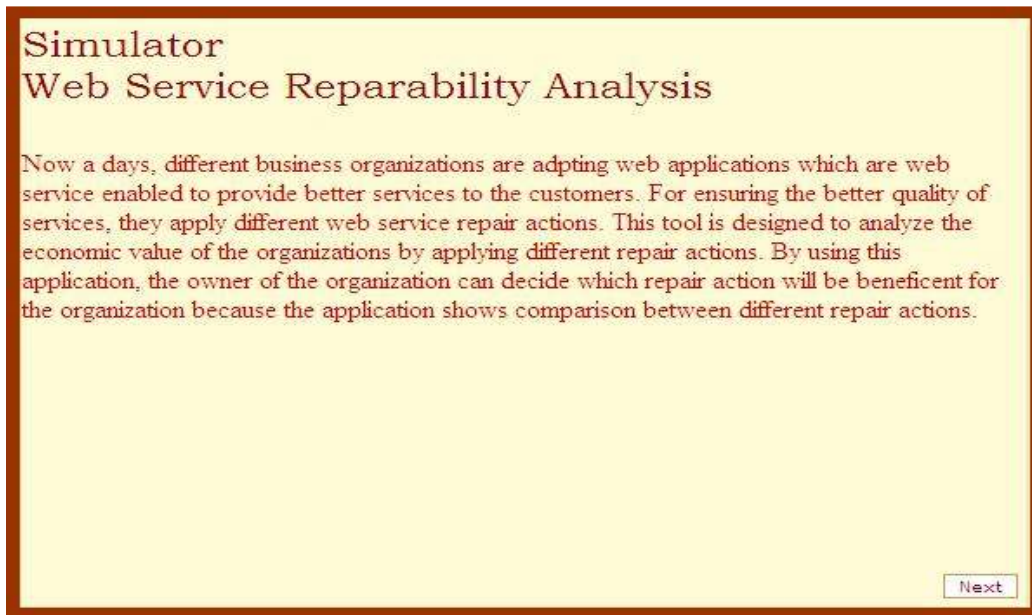 Simulator
Web Service Reparability Analysis
Now a days, different business organizations are adpting web applications which are web
service enabled to provide better services to the customers. For ensuring the better quality of
services, they apply different web service repair actions. This tool is designed to analyze the
economic value of the organizations by applying different repair actions. By using this
application, the owner of the organization can decide which repair action will be beneficent for
the organization because the application shows comparison between different repair actions.
Next